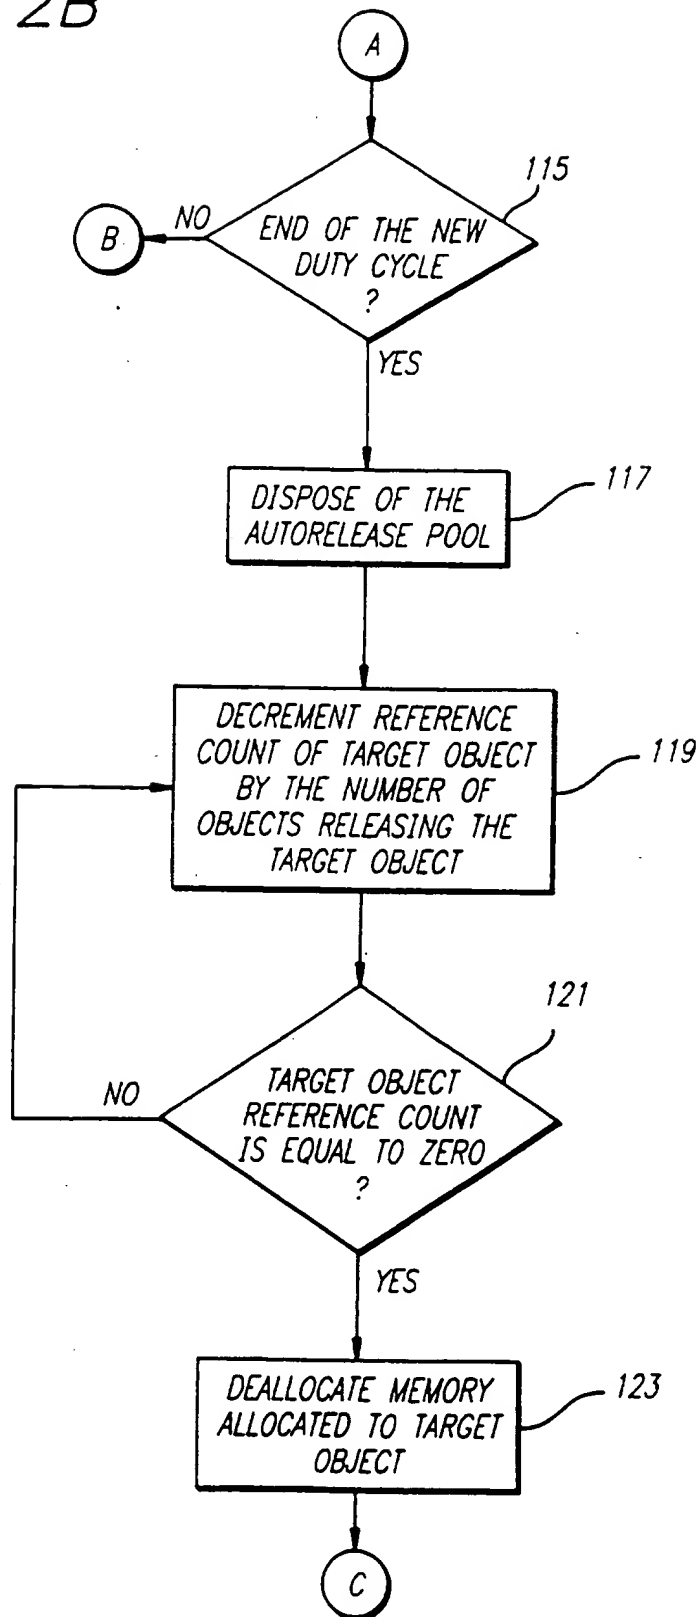 2B
A
115
END OF THE NEW
DUTY CYCLE
?
NO
B
YES
117
DISPOSE OF THE
AUTORELEASE POOL
DECREMENT REFERENCE
COUNT OF TARGET OBJECT
BY THE NUMBER OF
OBJECTS RELEASING THE
TARGET OBJECT
119
121
TARGET OBJECT
REFERENCE COUNT
IS EQUAL TO ZERO
?
NO
YES
DEALLOCATE MEMORY
ALLOCATED TO TARGET
OBJECT
123
C